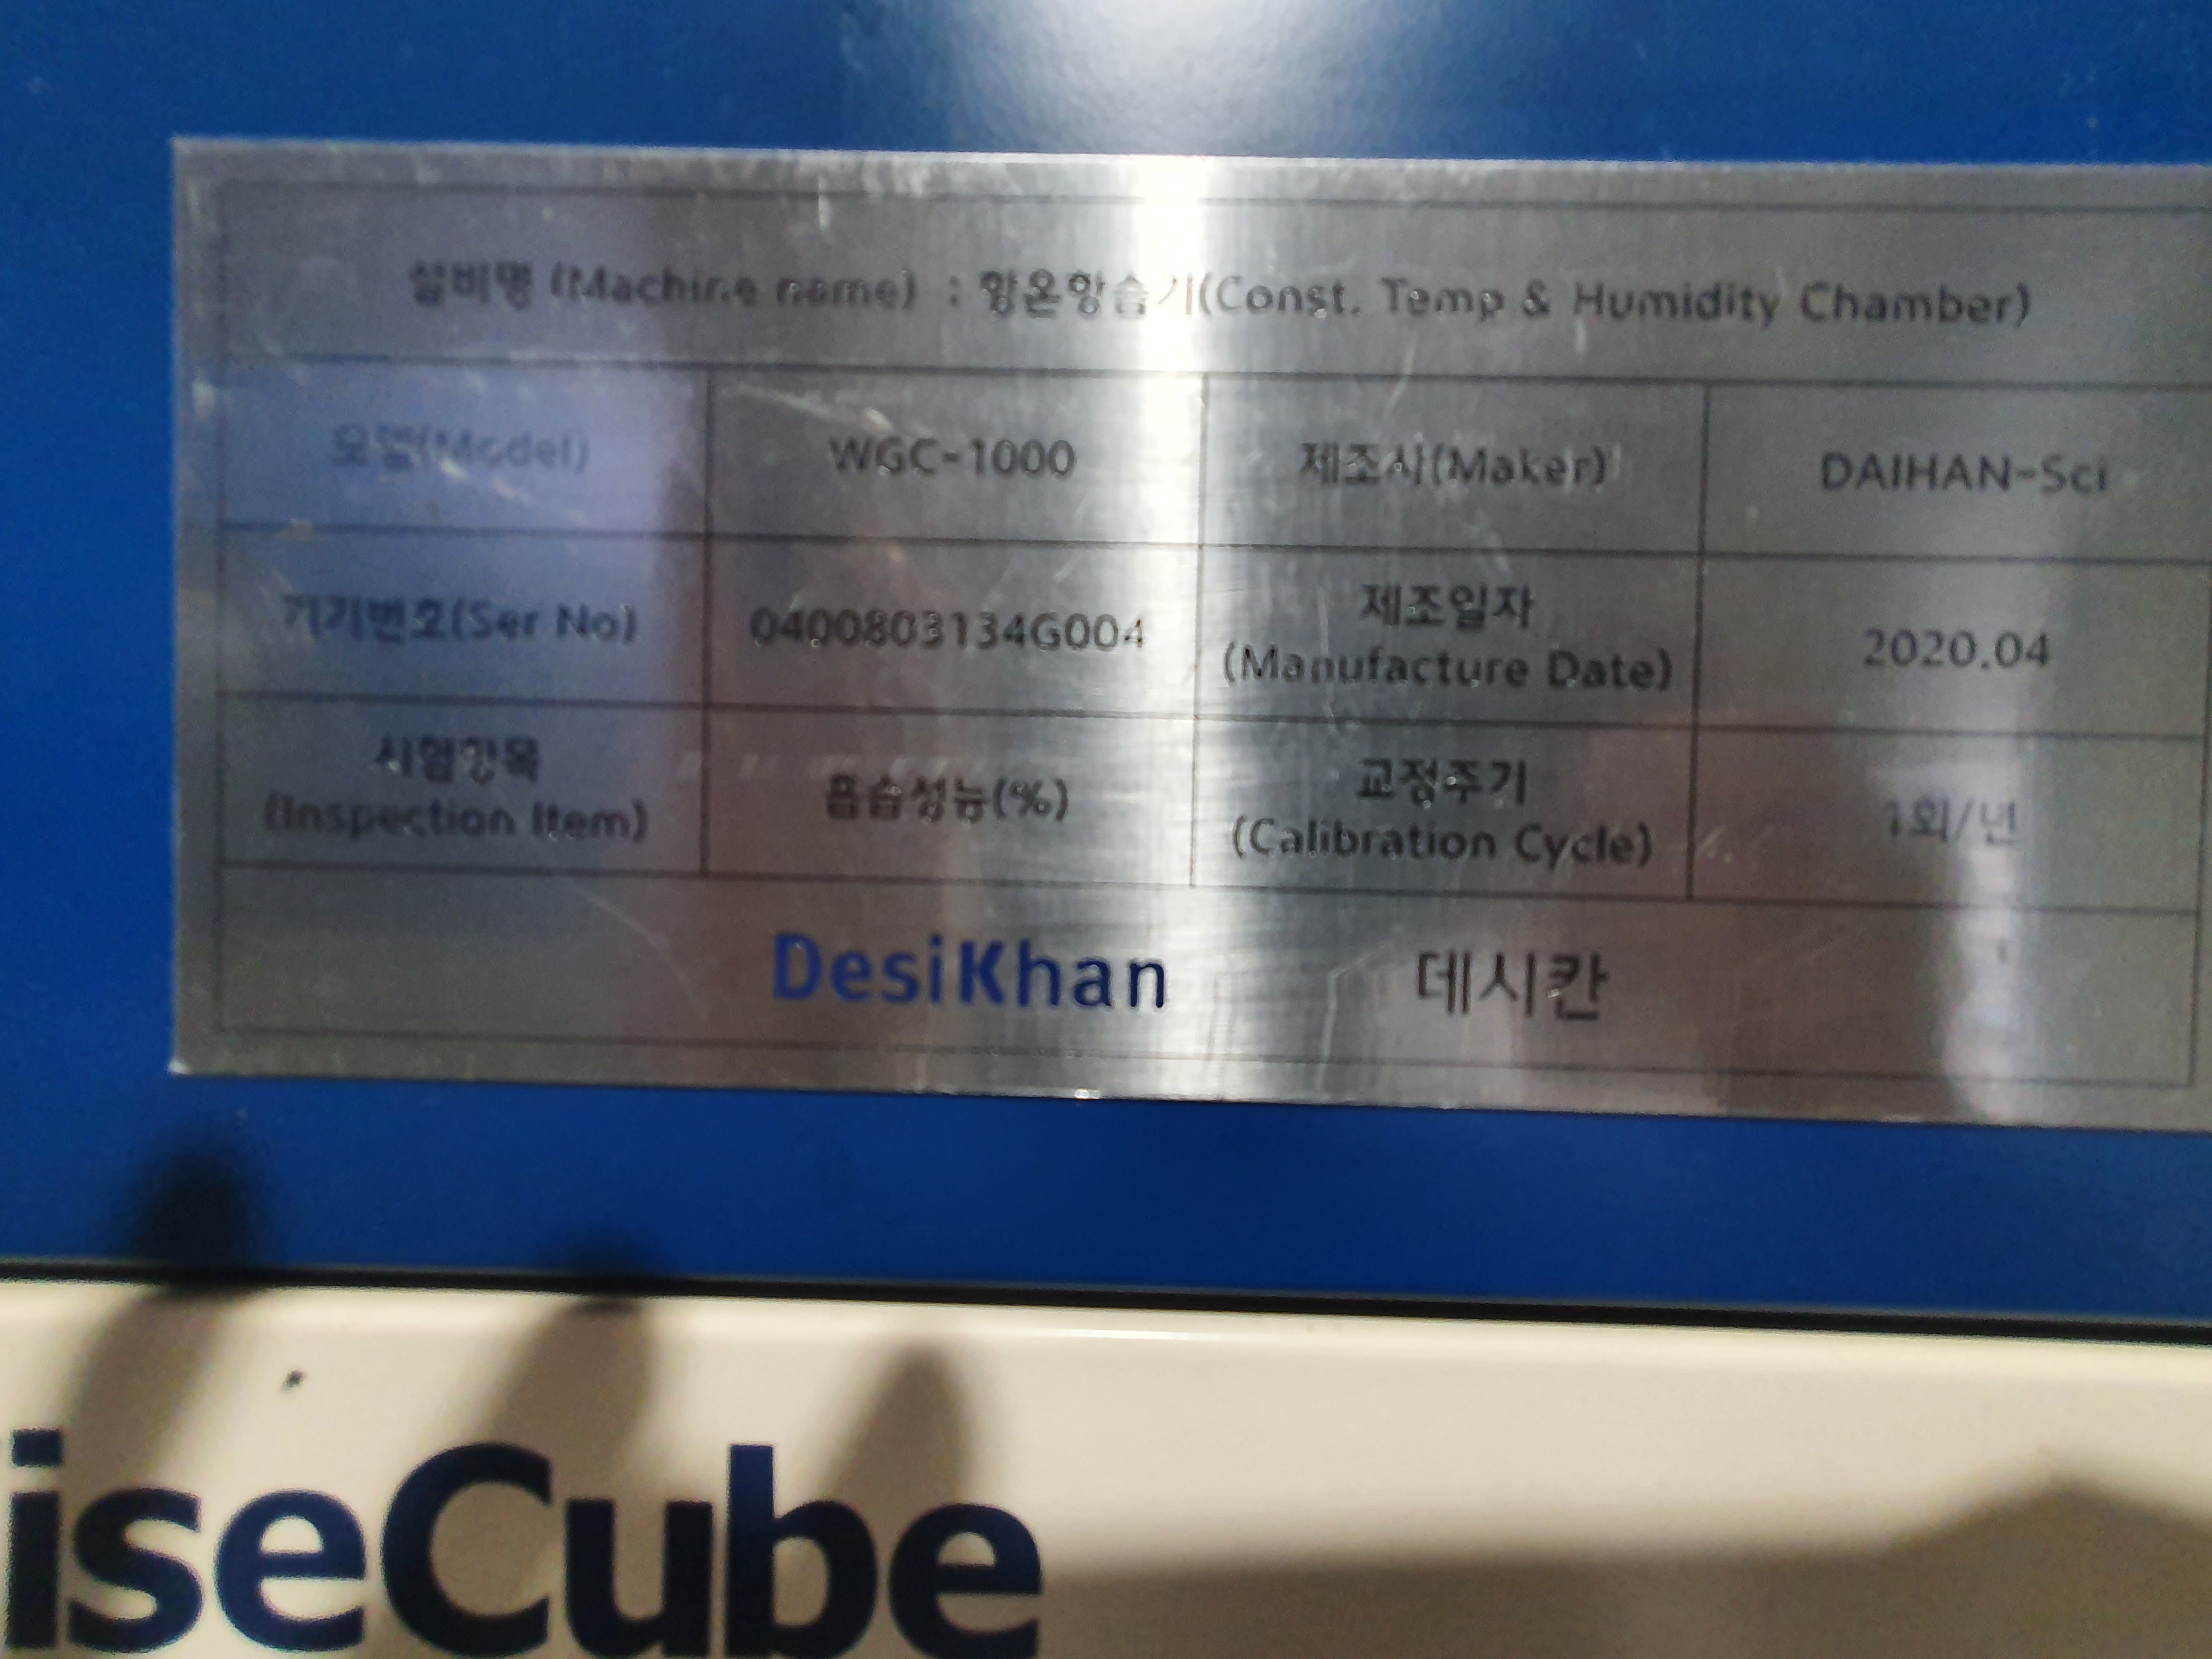 설비명 (Machine name) : 항온항습기(Const. Temp & Humidity Chamber)
모델(Model) WGC-1000 제조사(Maker) DAIHAN-Sci
기기번호(Ser No) 0400803134G004 제조일자 (Manufacture Date) 2020.04
시험항목 (Inspection Item) 흡습성능(%) 교정주기 (Calibration Cycle) 1회/년
DesiKhan 데시칸
iseCube